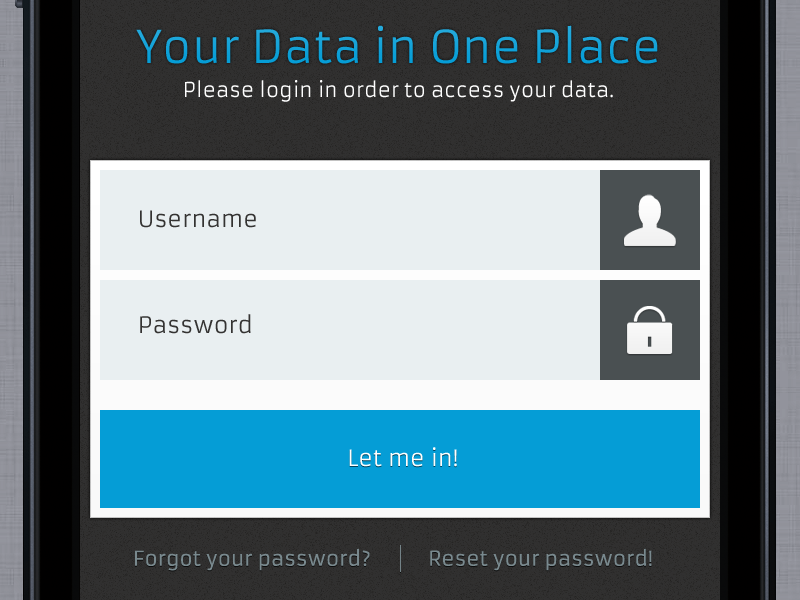 Your Data in One Place
Please login in order to access your data.
Username
Password
Let me in!
Forgot your password?
Reset your password!